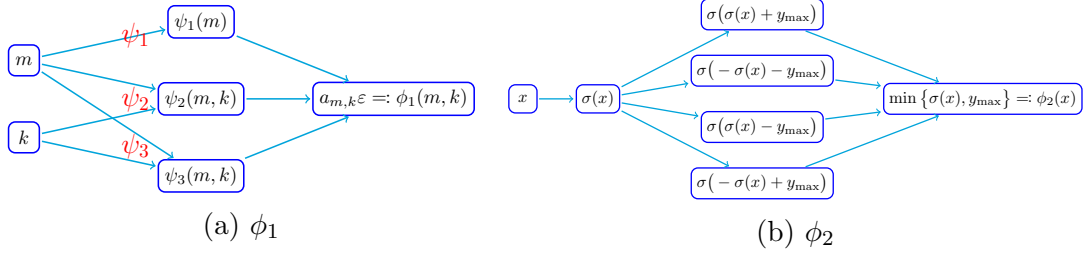 m
k
ψ₁
ψ₂
ψ₃
ψ₁(m)
ψ₂(m, k)
ψ₃(m, k)
a_{m,k}ε =: ϕ₁(m, k)
(a) ϕ₁
x
σ(x)
σ(σ(x) + y_max)
σ(− σ(x) − y_max)
σ(σ(x) − y_max)
σ(− σ(x) + y_max)
min {σ(x), y_max} =: ϕ₂(x)
(b) ϕ₂